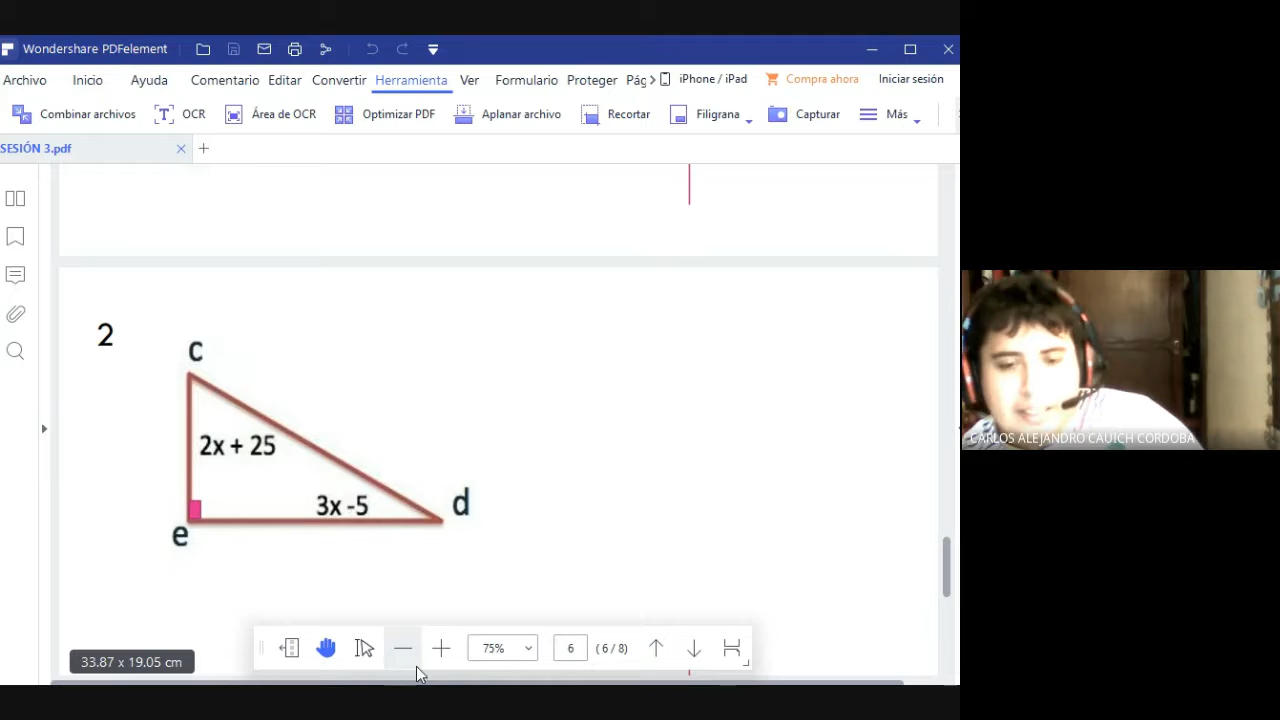 Wondershare PDFelement
Archivo Inicio Ayuda Comentario Editar Convertir Herramienta Ver Formulario Proteger Pág iPhone / iPad Compra ahora Iniciar sesión
Combinar archivos OCR Área de OCR Optimizar PDF Aplanar archivo Recortar Filigrana Capturar Más
SESIÓN 3.pdf
2
c
2x + 25
3x -5
d
e
75% 6 (6 / 8)
33.87 x 19.05 cm
CARLOS ALEJANDRO CAUICH CORDOBA